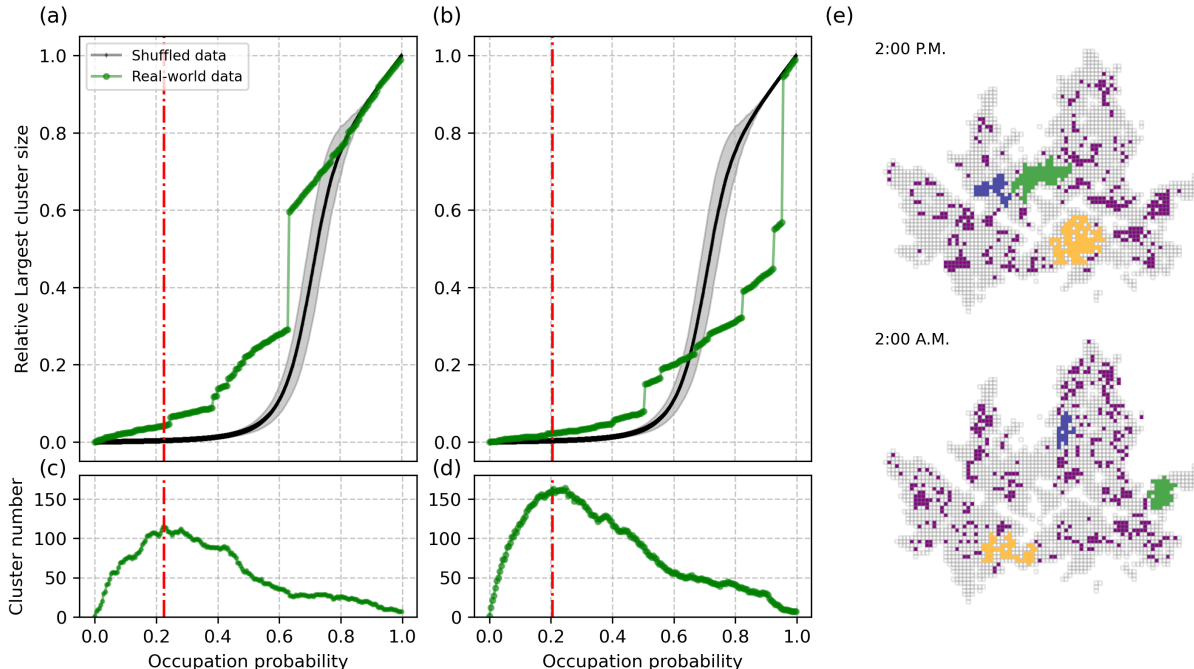 (a)
(b)
(e)
Shuffled data
Real-world data
Relative Largest cluster size
1.0
0.8
0.6
0.4
0.2
0.0
1.0
0.8
0.6
0.4
0.2
0.0
2:00 P.M.
2:00 A.M.
(c)
(d)
Cluster number
150
100
50
0
150
100
50
0
0.0 0.2 0.4 0.6 0.8 1.0
0.0 0.2 0.4 0.6 0.8 1.0
Occupation probability
Occupation probability